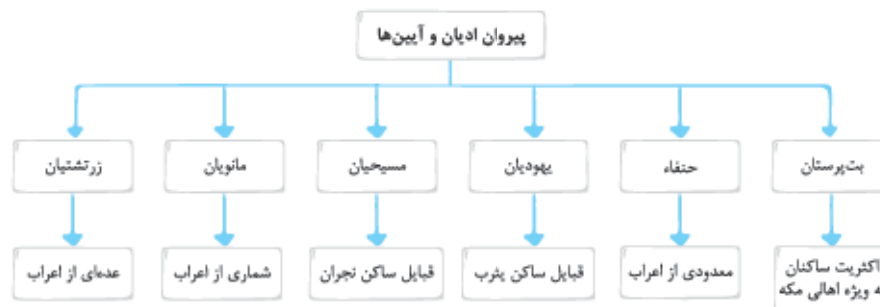 پیروان ادیان و آیین‌ها
بت‌پرستان
حنفاء
یهودیان
مسیحیان
مانویان
زرتشتیان
اکثریت ساکنان
ه ویژه اهالی مکه
معدودی از اعراب
قبایل ساکن یثرب
قبایل ساکن نجران
شماری از اعراب
عده‌ای از اعراب